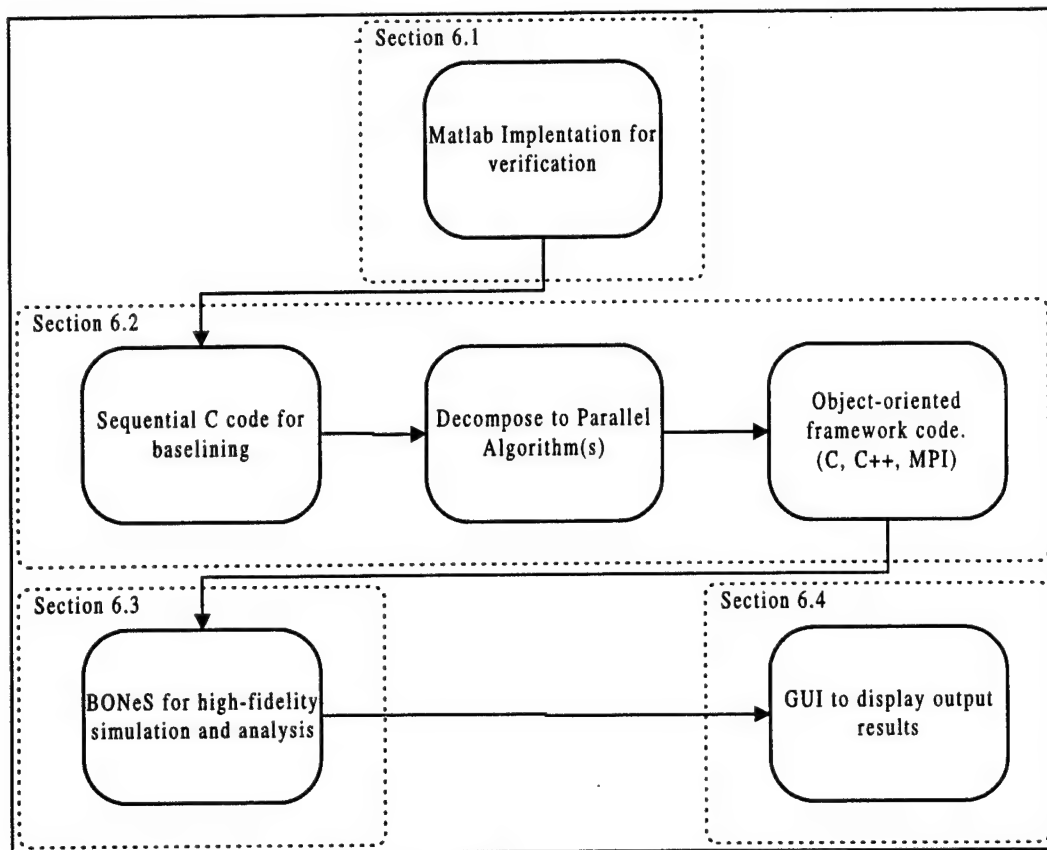 Section 6.1
Matlab Implentation for
verification
Section 6.2
Sequential C code for
baselining
Decompose to Parallel
Algorithm(s)
Object-oriented
framework code.
(C, C++, MPI)
Section 6.3
BONeS for high-fidelity
simulation and analysis
Section 6.4
GUI to display output
results